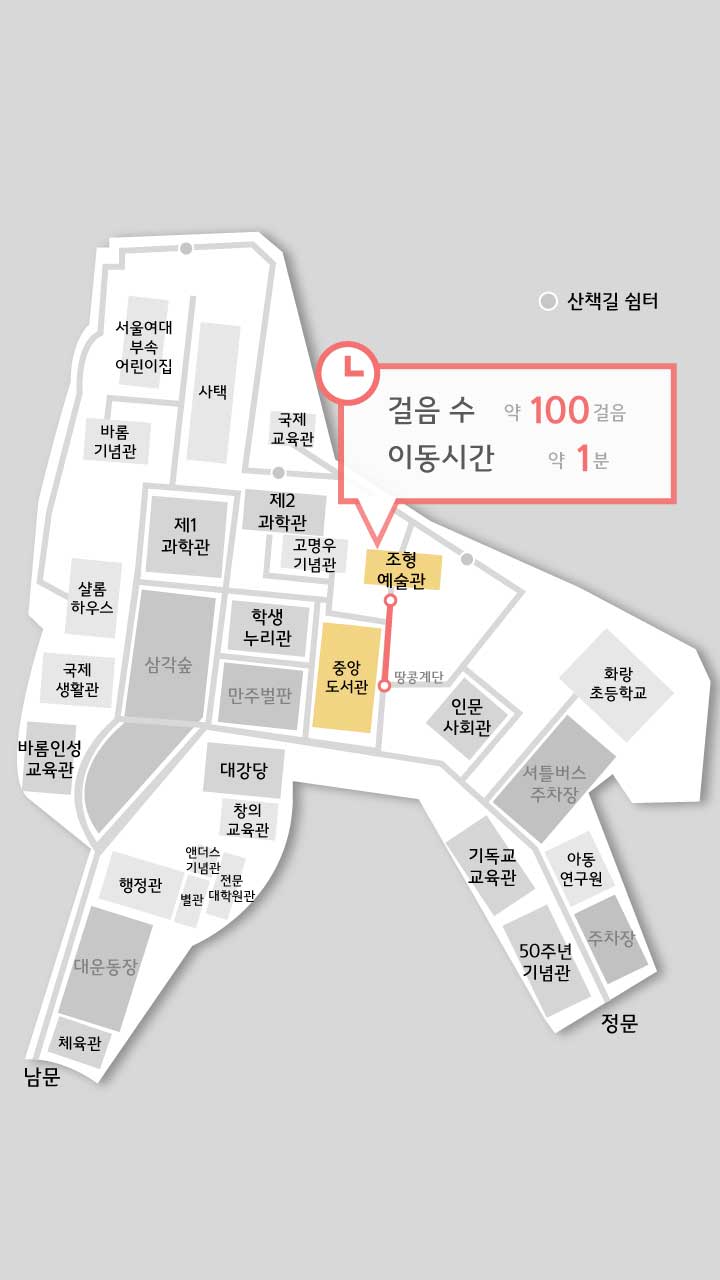 산책길 쉼터
서울여대
부속
어린이집
사택
걸음 수 약 100걸음
이동시간 약 1분
바롬
기념관
국제
교육관
제1
과학관
제2
과학관
고명우
기념관
조형
예술관
샬롬
하우스
학생
누리관
삼각숲
만주벌판
중앙
도서관
땅콩계단
국제
생활관
인문
사회관
화랑
초등학교
바롬인성
교육관
대강당
셔틀버스
주차장
창의
교육관
앤더스
기념관
전문
대학원관
별관
행정관
기독교
교육관
아동
연구원
대운동장
50주년
기념관
주차장
체육관
정문
남문